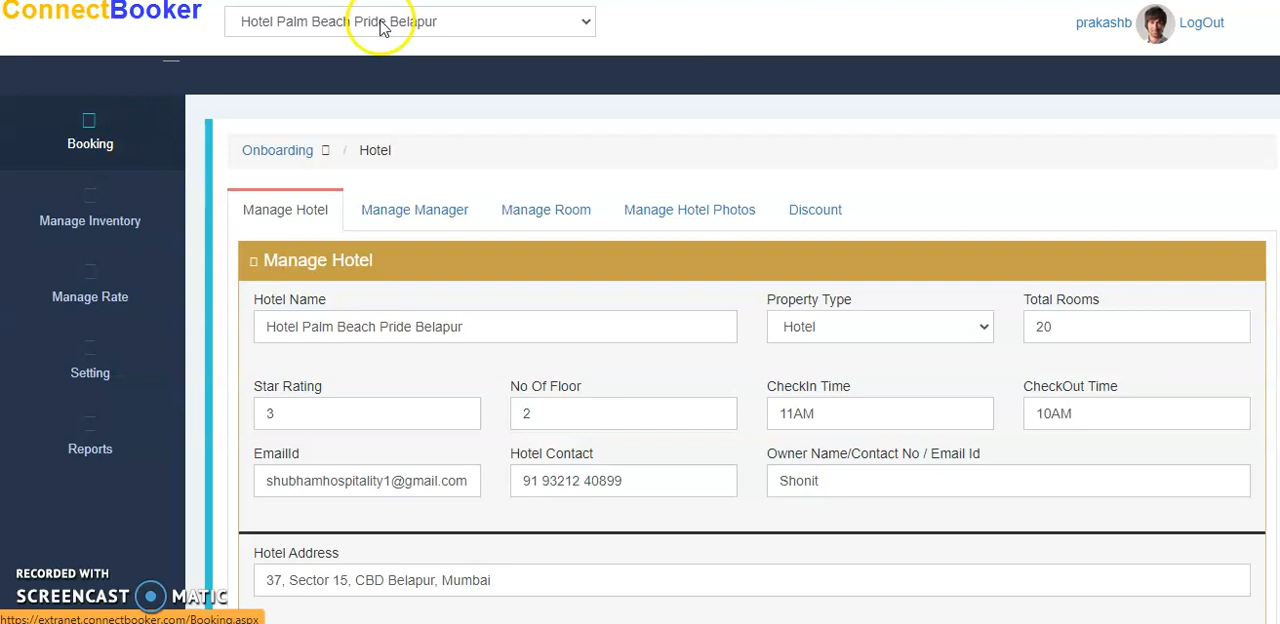 ConnectBooker
Hotel Palm Beach Pride Belapur
prakashb
LogOut
Booking
Manage Inventory
Manage Rate
Setting
Reports
Onboarding / Hotel
Manage Hotel Manage Manager Manage Room Manage Hotel Photos Discount
Manage Hotel
Hotel Name Property Type Total Rooms
Hotel Palm Beach Pride Belapur Hotel 20
Star Rating No Of Floor CheckIn Time CheckOut Time
3 2 11AM 10AM
EmailId Hotel Contact Owner Name/Contact No / Email Id
shubhamhospitality1@gmail.com 91 93212 40899 Shonit
Hotel Address
37, Sector 15, CBD Belapur, Mumbai
RECORDED WITH
SCREENCAST MATIC
https://extranet.connectbooker.com/Booking.aspx